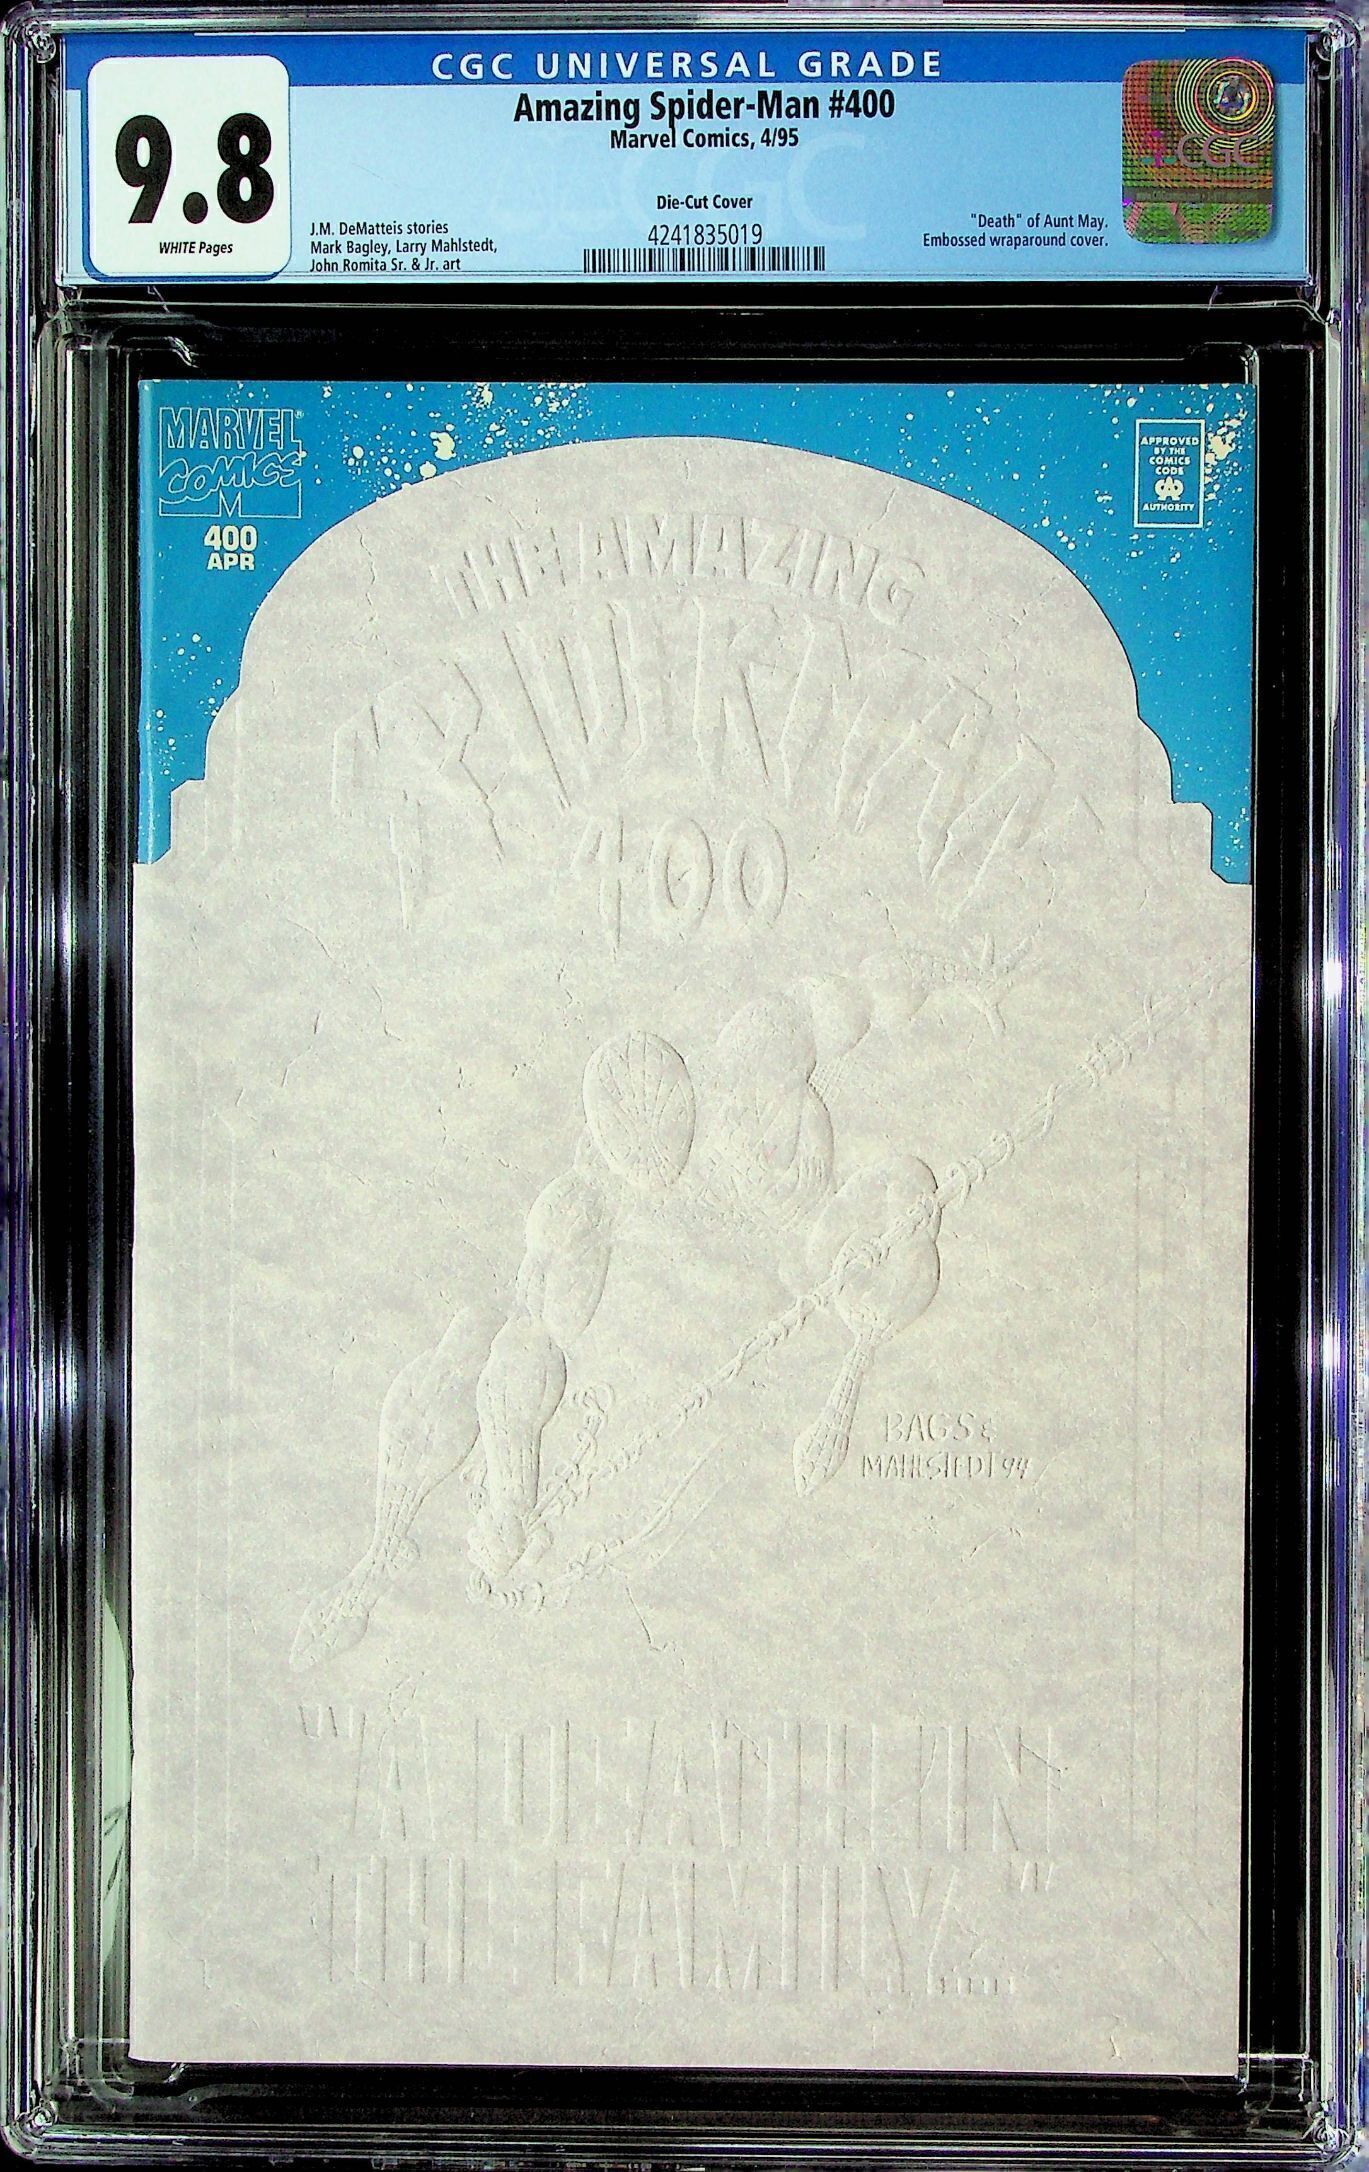 CGC UNIVERSAL GRADE
9.8
WHITE Pages
Amazing Spider-Man #400
Marvel Comics, 4/95
Die-Cut Cover
4241835019
J.M. DeMatteis stories
Mark Bagley, Larry Mahlstedt,
John Romita Sr. & Jr. art
"Death" of Aunt May.
Embossed wraparound cover.
CGC
MARVEL®
COMICS
M
400
APR
APPROVED
BY THE
COMICS
CODE
CA
AUTHORITY
THE AMAZING
SPIDER-MAN
400
BAGS &
MAHLSTEDT 94
"A DEATH IN
THE FAMILY..."